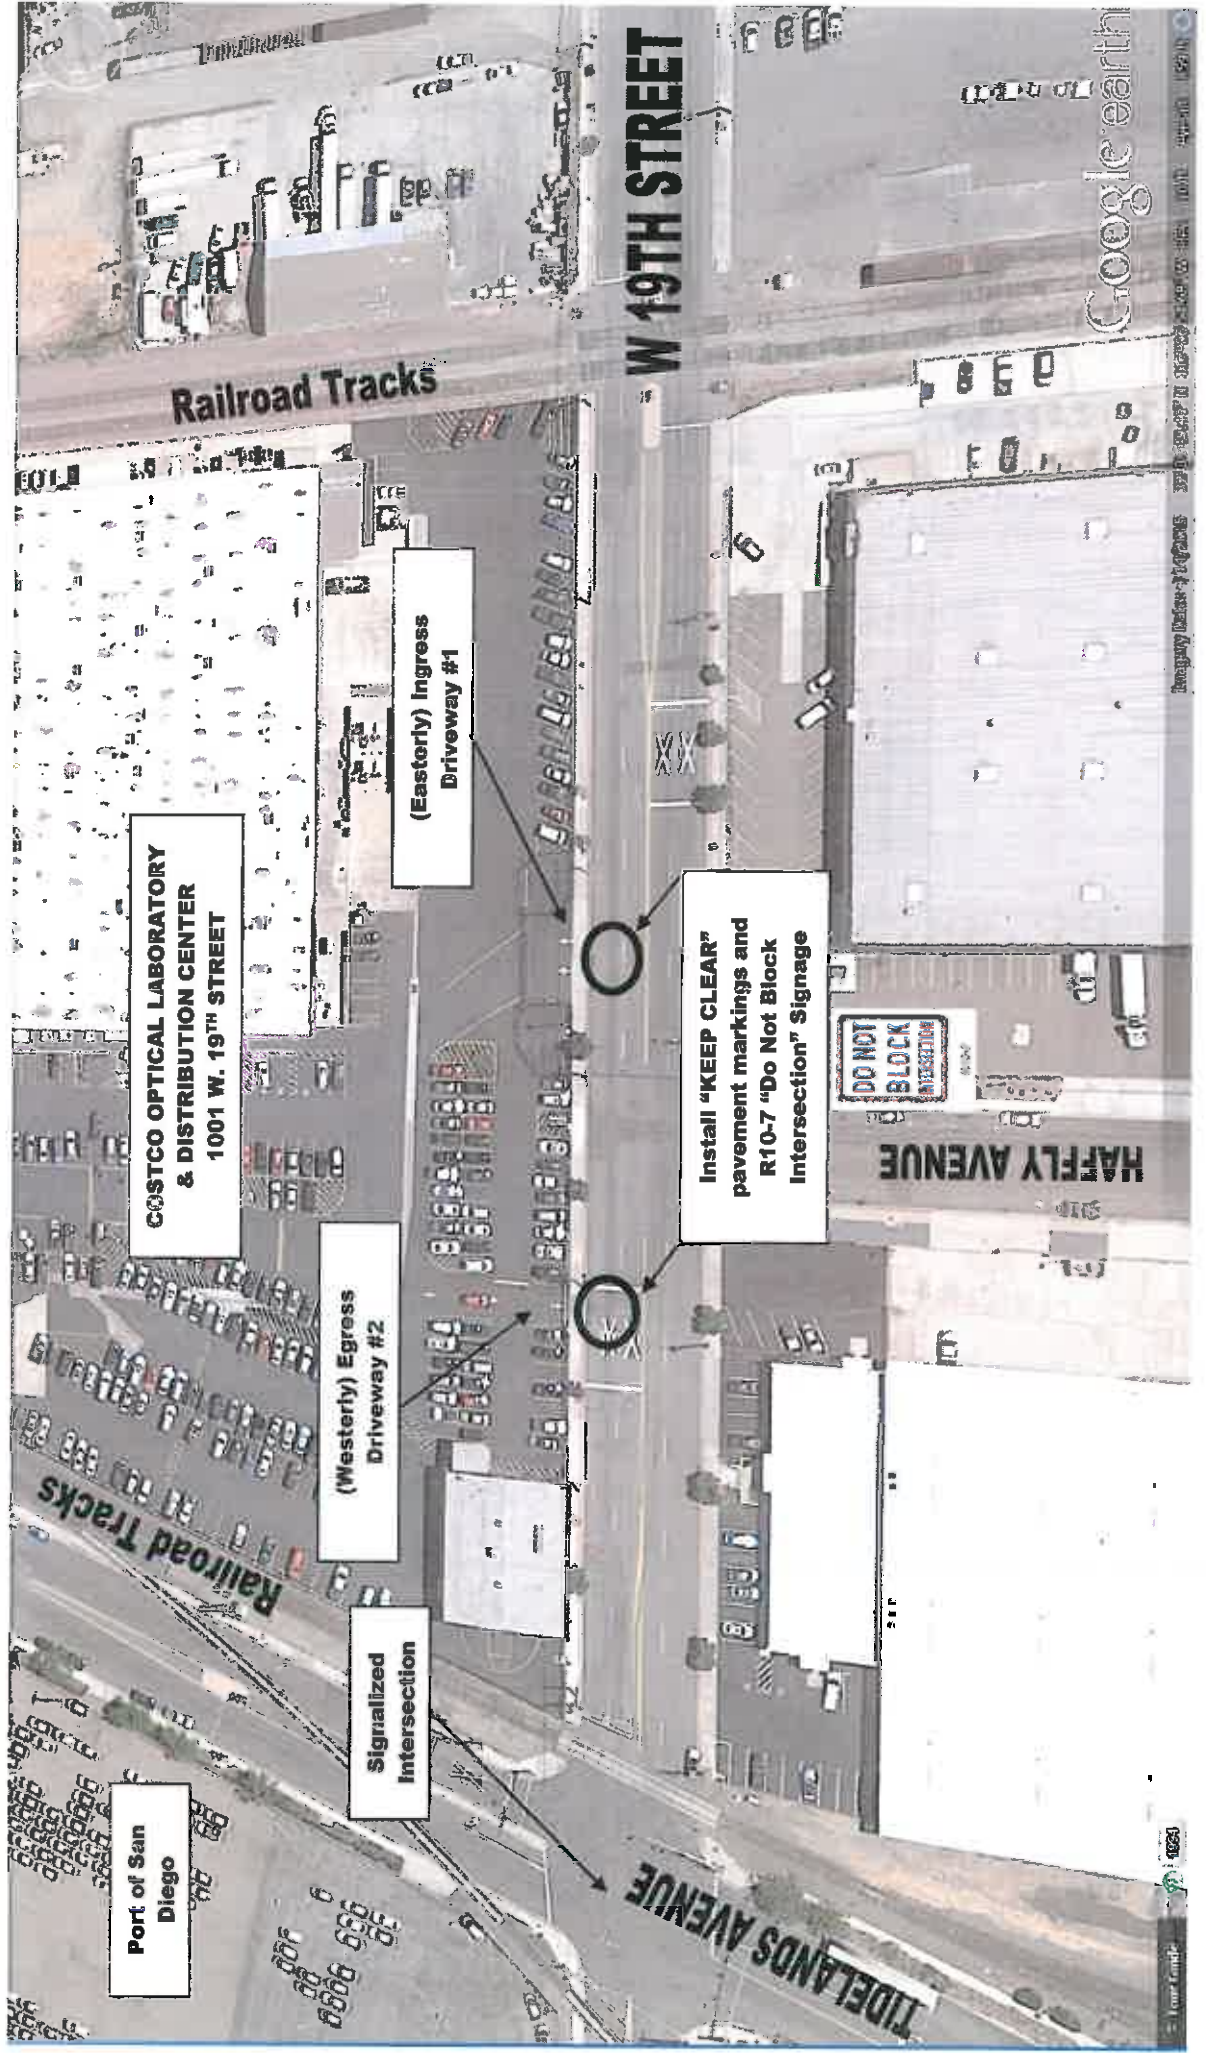 Port of San
Diego
Railroad Tracks
COSTCO OPTICAL LABORATORY
& DISTRIBUTION CENTER
1001 W. 19TH STREET
Railroad Tracks
Signalized
Intersection
(Westerly) Egress
Driveway #2
(Easterly) Ingress
Driveway #1
W 19TH STREET
TIDELANDS AVENUE
Install “KEEP CLEAR”
pavement markings and
R10-7 “Do Not Block
Intersection” Signage
DO NOT
BLOCK
HAFFLY AVENUE
Google earth
1994